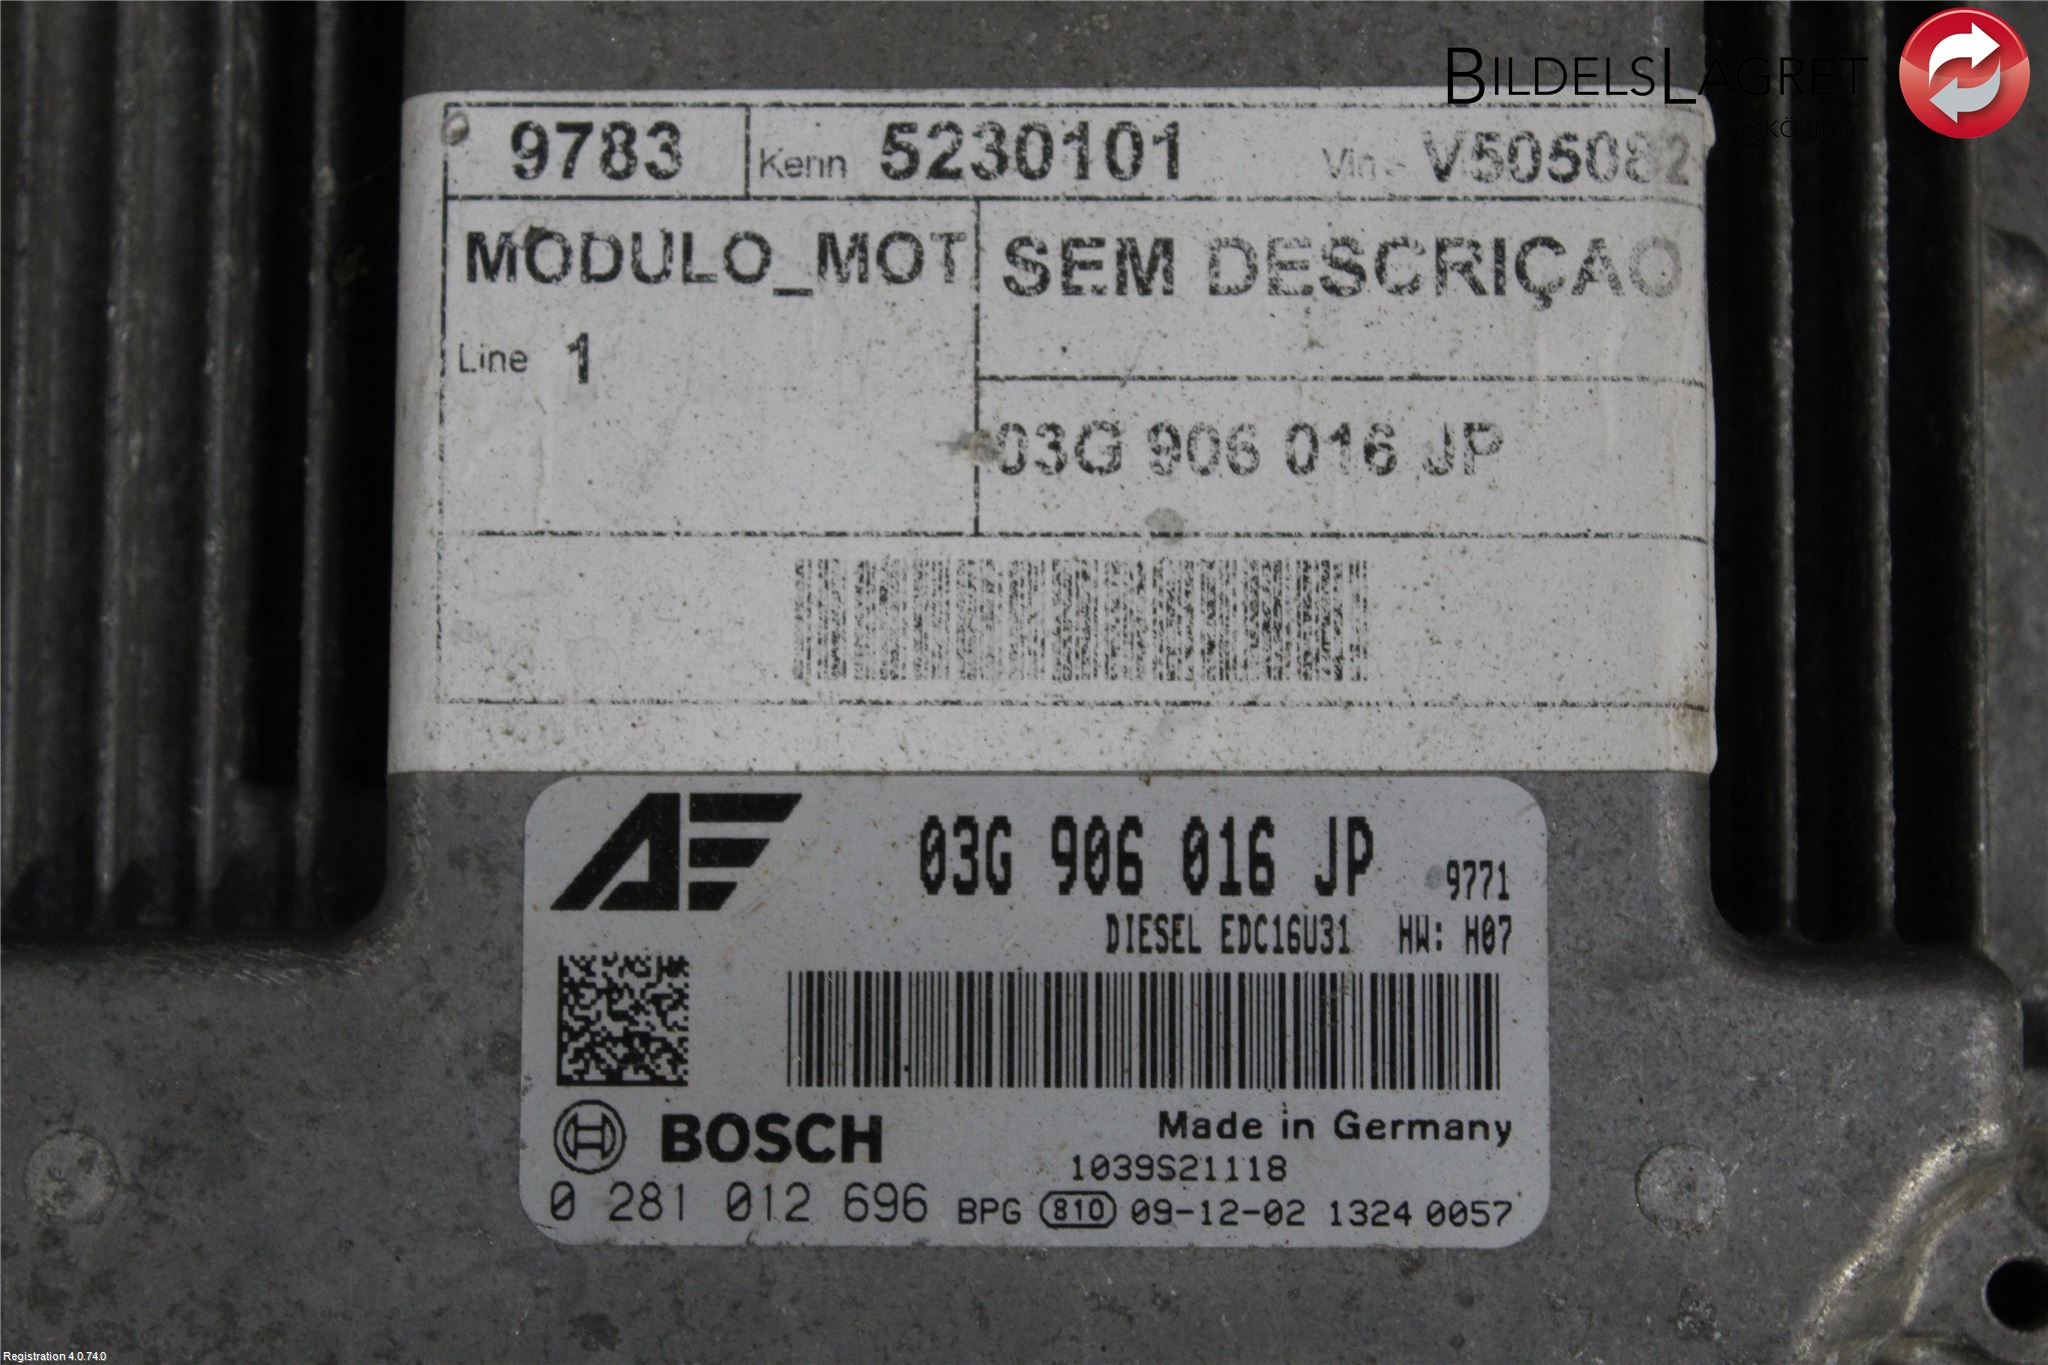 BILDELSLAGRET
9783 Kenn 5230101 Vin - V505082
MODULO_MOT SEM DESCRIÇAO
Line 1
03G 906 016 JP
AF 03G 906 016 JP 9771
DIESEL EDC16U31 HW: H07
BOSCH Made in Germany
1039S21118
0 281 012 696 BPG 810 09-12-02 1324 0057
Registration 4.0.74.0